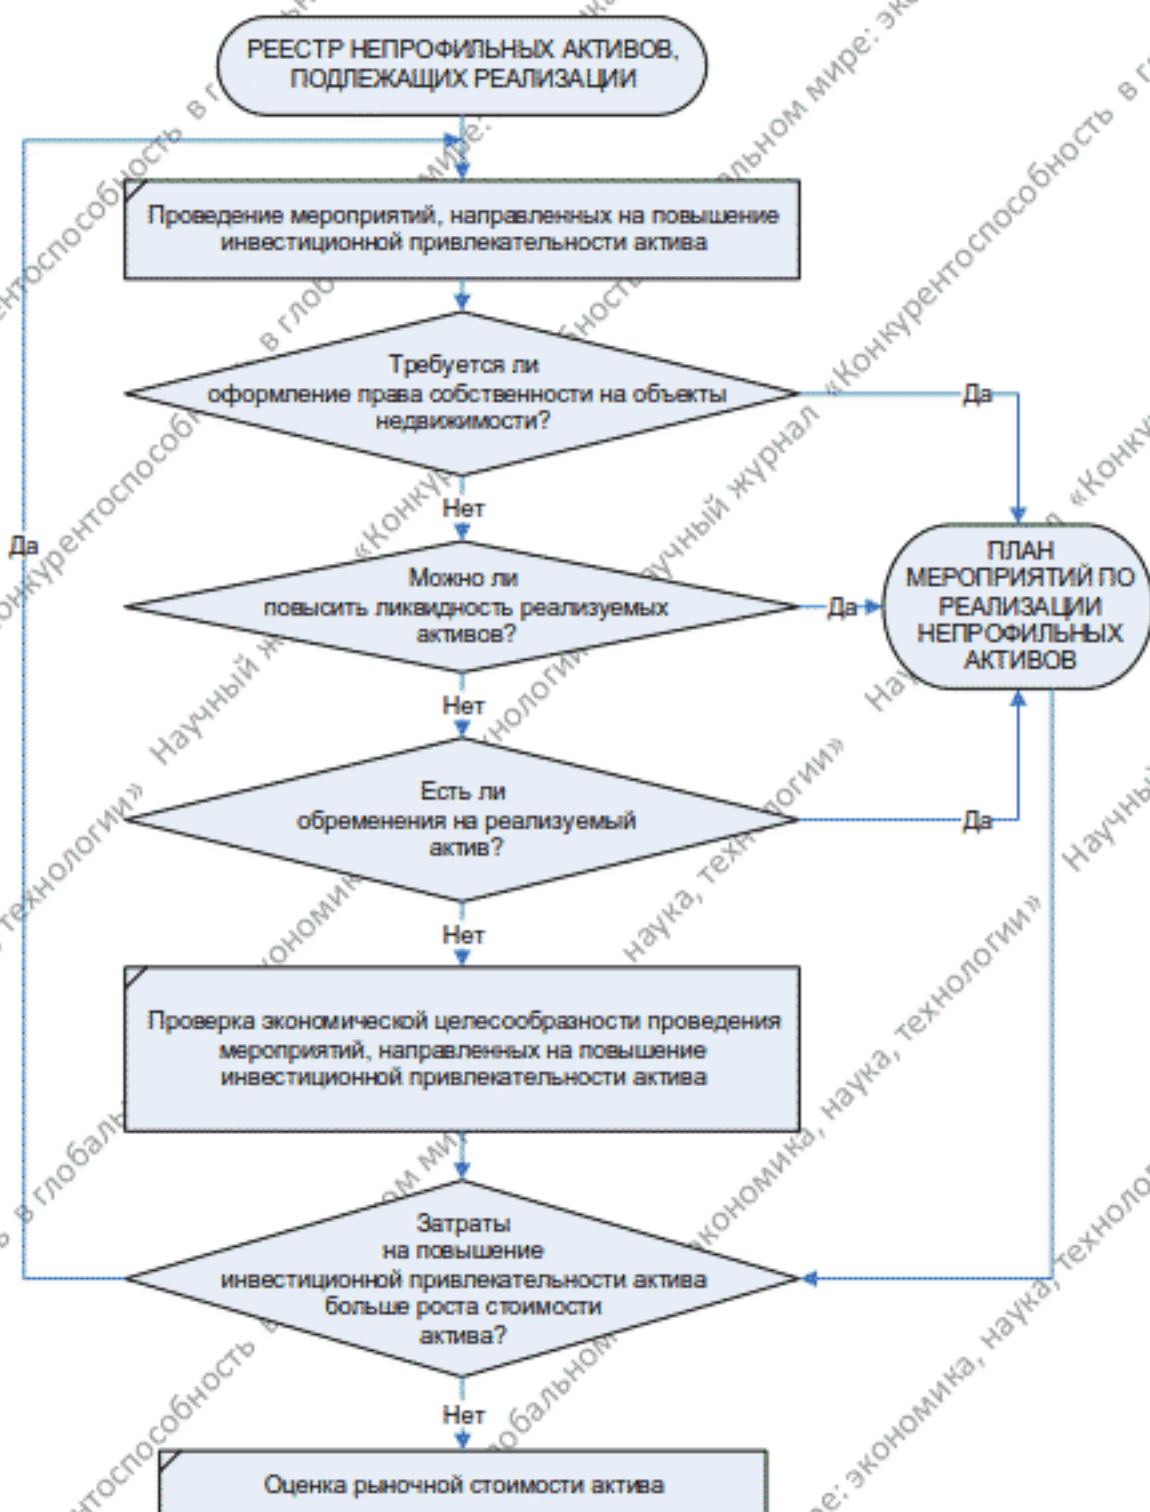 РЕЕСТР НЕПРОФИЛЬНЫХ АКТИВОВ,
ПОДЛЕЖАЩИХ РЕАЛИЗАЦИИ
Проведение мероприятий, направленных на повышение
инвестиционной привлекательности актива
Требуется ли
оформление права собственности на объекты
недвижимости?
Да
Нет
Да
Можно ли
повысить ликвидность реализуемых
активов?
Да
ПЛАН
МЕРОПРИЯТИЙ ПО
РЕАЛИЗАЦИИ
НЕПРОФИЛЬНЫХ
АКТИВОВ
Нет
Есть ли
обременения на реализуемый
актив?
Да
Нет
Проверка экономической целесообразности проведения
мероприятий, направленных на повышение
инвестиционной привлекательности актива
Затраты
на повышение
инвестиционной привлекательности актива
больше роста стоимости
актива?
Нет
Оценка рыночной стоимости актива